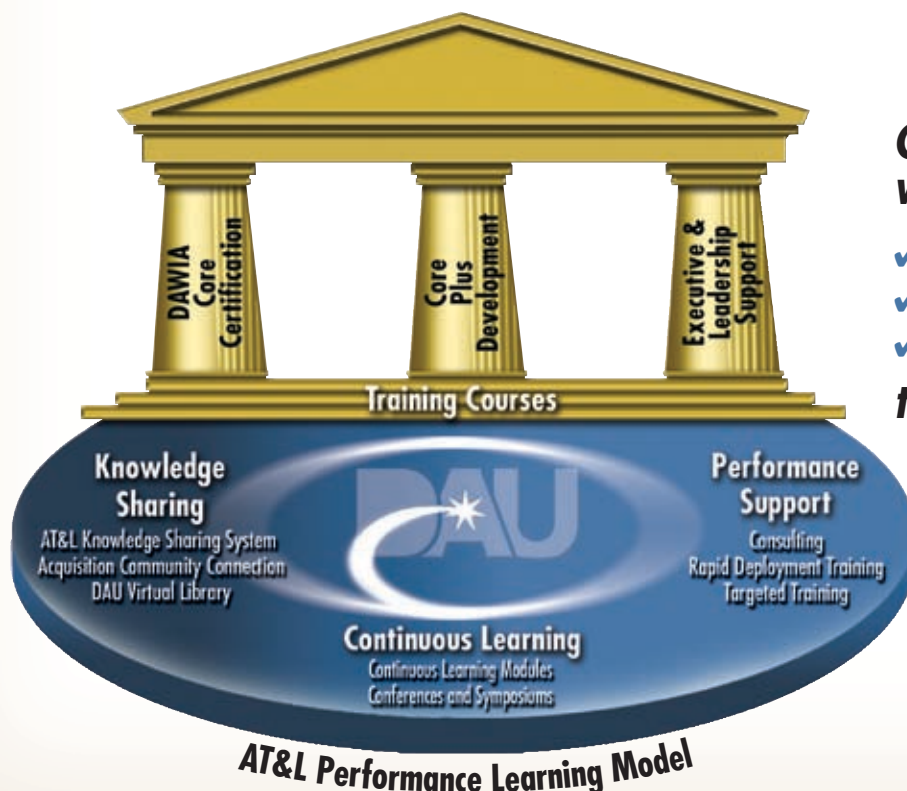 DAWIA
Core
Certification
Core
Plus
Development
Executive &
Leadership
Support
Training Courses
Knowledge
Sharing
AT&L Knowledge Sharing System
Acquisition Community Connection
DAU Virtual Library
DAU
Performance
Support
Consulting
Rapid Deployment Training
Targeted Training
Continuous Learning
Continuous Learning Modules
Conferences and Symposiums
AT&L Performance Learning Model